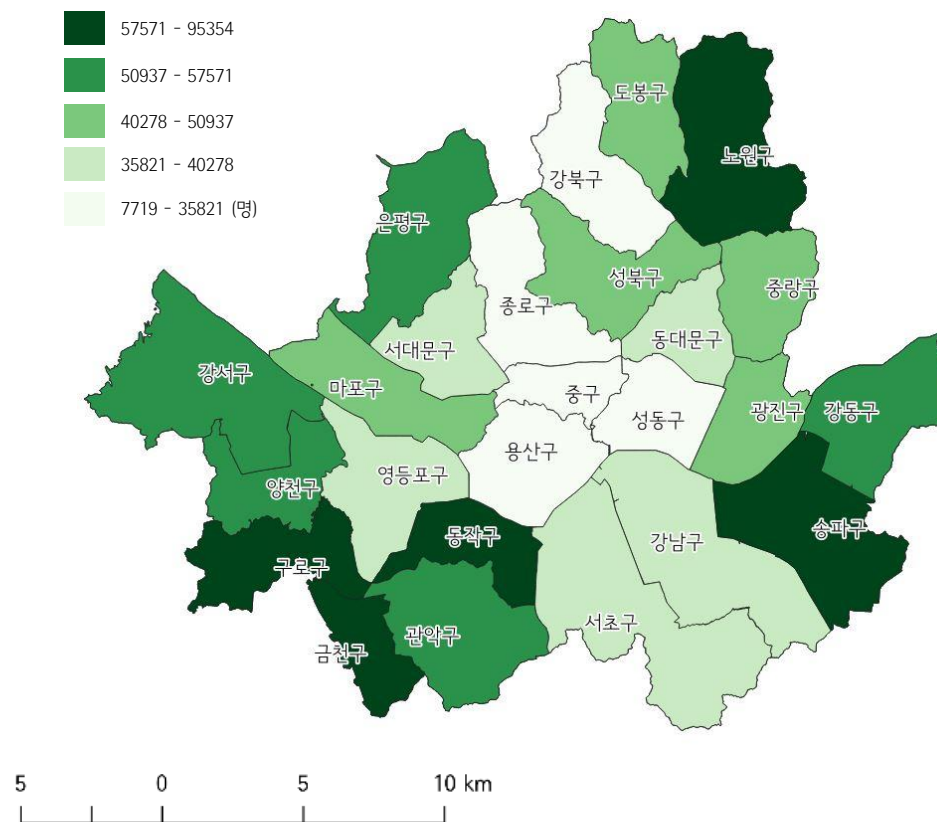 57571 - 95354
50937 - 57571
40278 - 50937
35821 - 40278
7719 - 35821 (명)
도봉구
노원구
강북구
은평구
성북구
중랑구
종로구
동대문구
서대문구
강서구
마포구
중구
성동구
광진구
강동구
용산구
영등포구
양천구
송파구
동작구
강남구
구로구
서초구
관악구
금천구
5 0 5 10 km